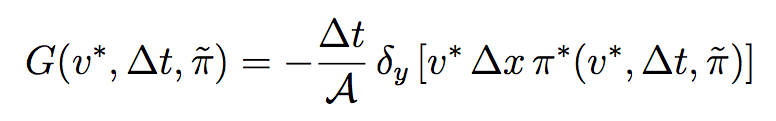 G(v*, Δt, π̃) = −Δt/𝒜 δ_y [v* Δx π*(v*, Δt, π̃)]